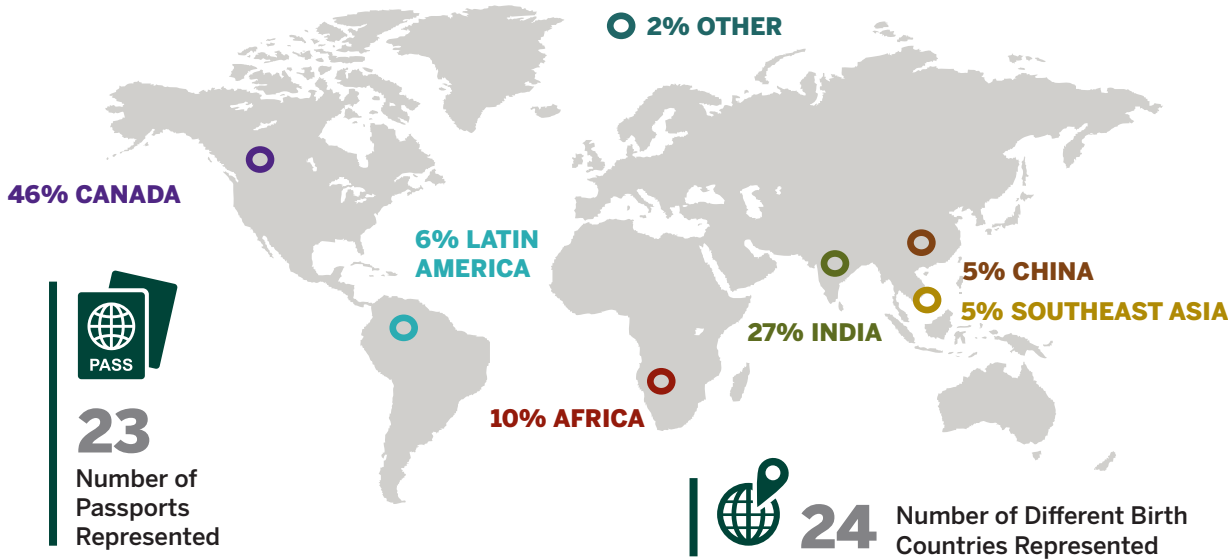 2% OTHER
46% CANADA
6% LATIN
AMERICA
5% CHINA
5% SOUTHEAST ASIA
27% INDIA
10% AFRICA
PASS
23
Number of
Passports
Represented
24
Number of Different Birth
Countries Represented